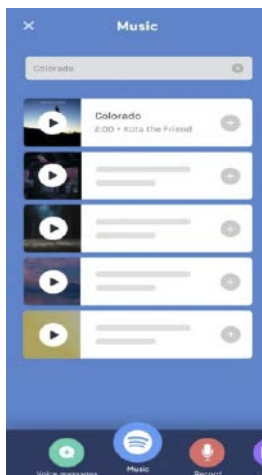 Music
Colorado
Colorado
2:00 • Kota the Friend
Voice messages
Music
Record